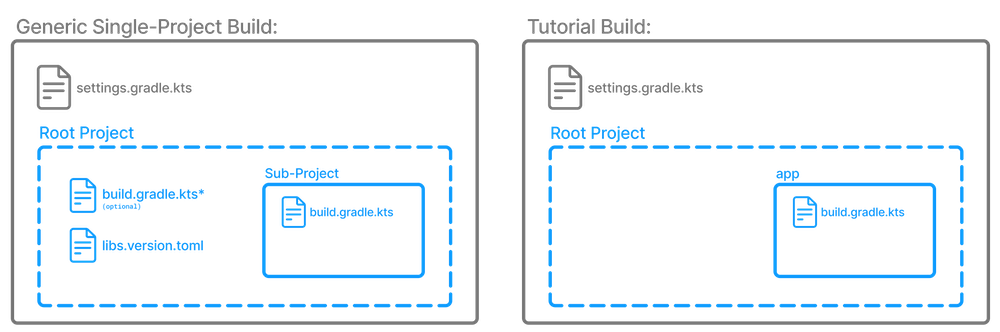 Generic Single-Project Build:
settings.gradle.kts
Root Project
build.gradle.kts*
(optional)
libs.version.toml
Sub-Project
build.gradle.kts
Tutorial Build:
settings.gradle.kts
Root Project
app
build.gradle.kts